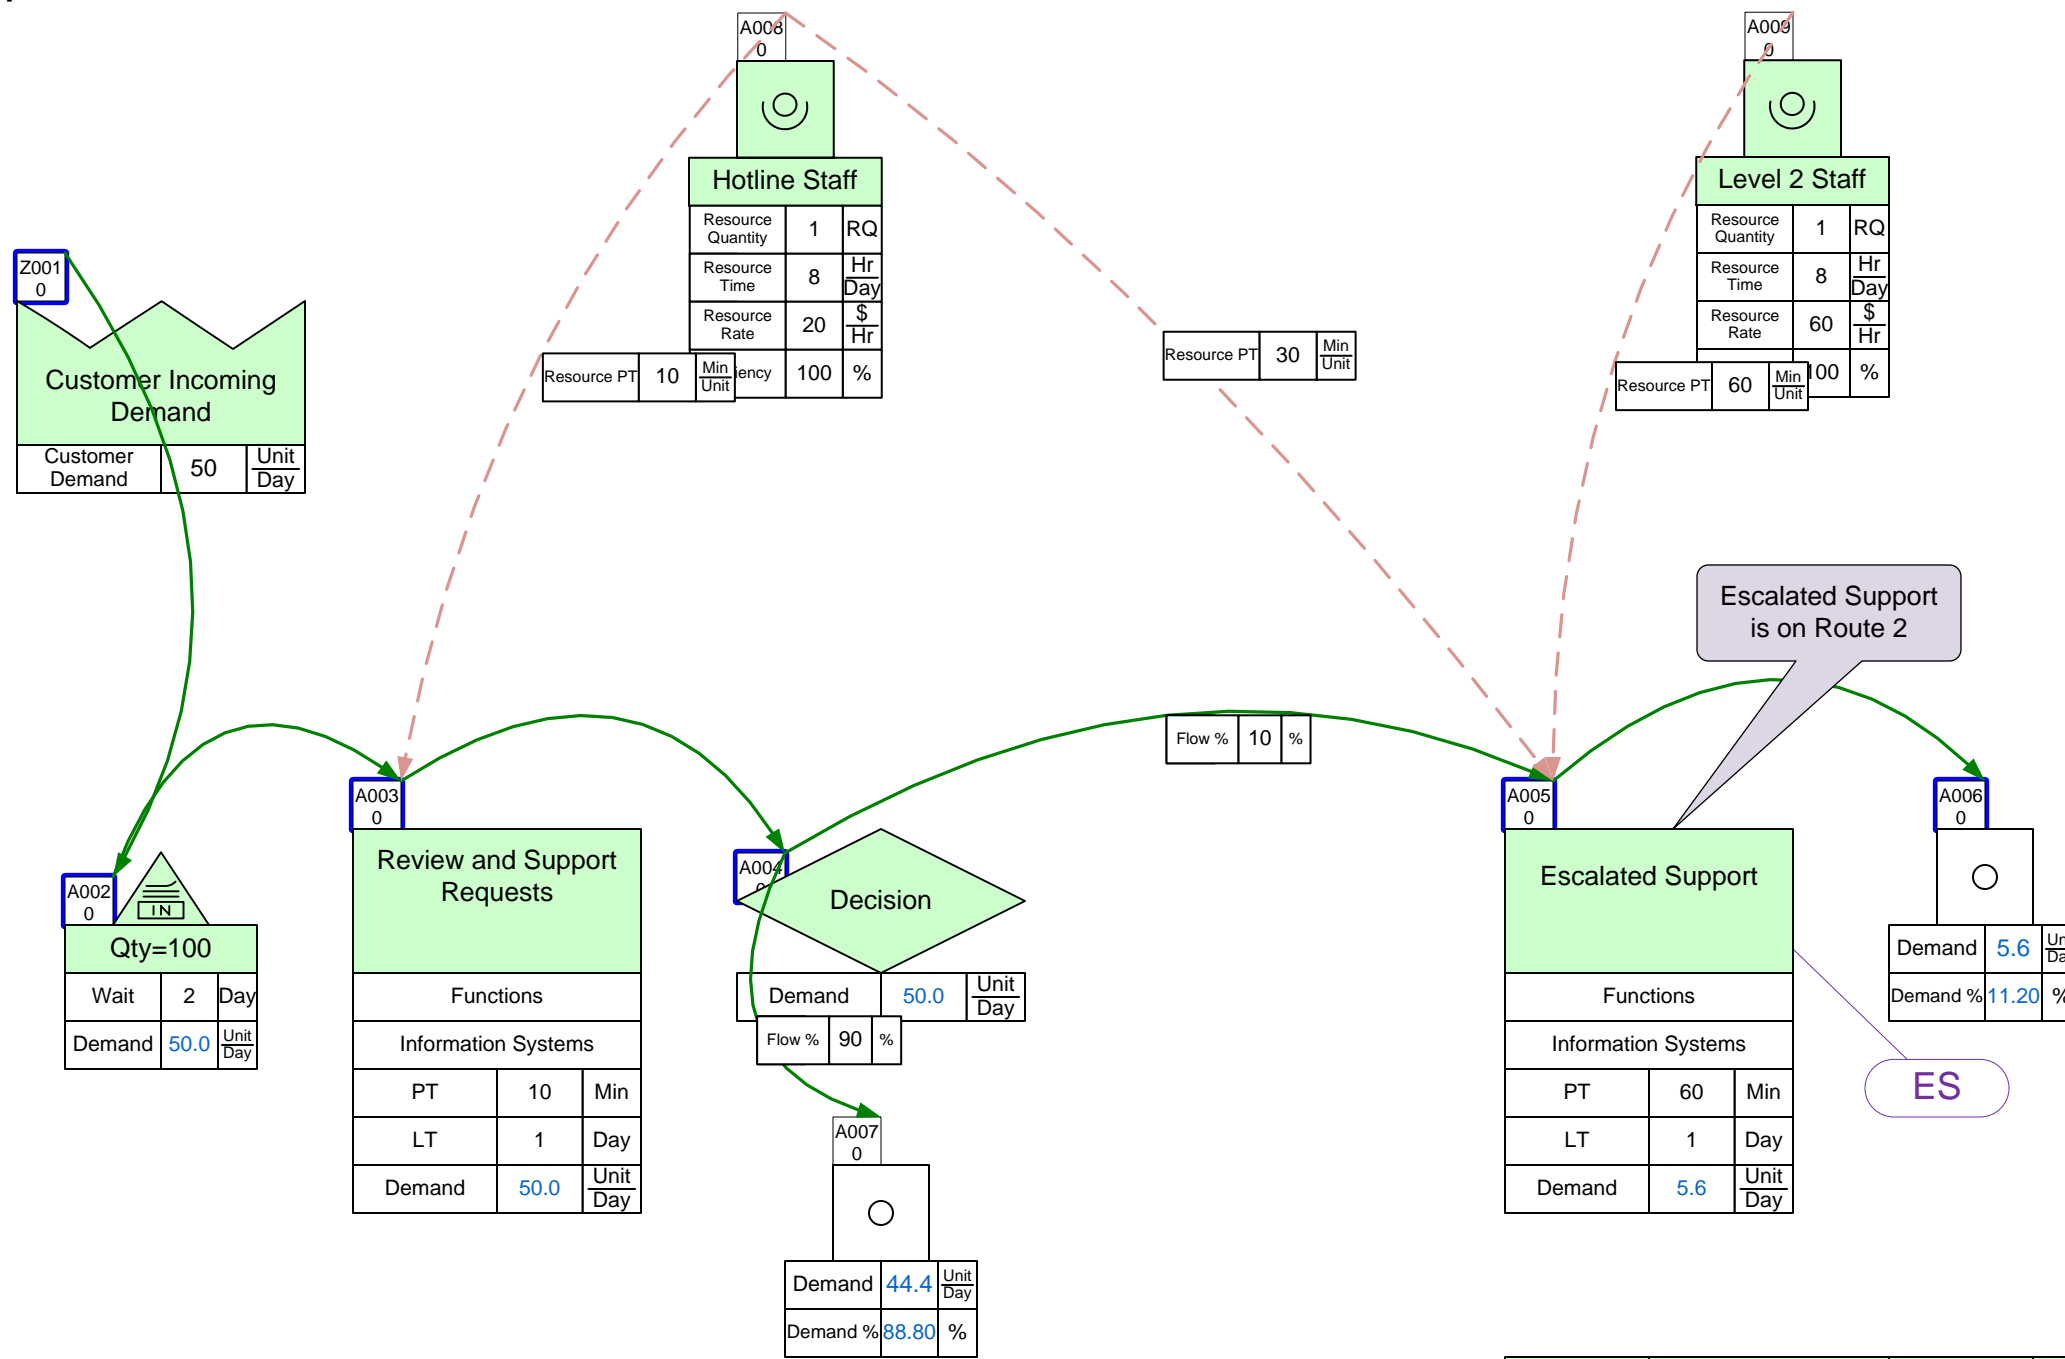 A008
0
A009
0
Hotline Staff
Resource
Quantity
1
RQ
Resource
Time
8
Hr
Day
Resource
Rate
20
$
Hr
iency
100
%
Resource PT
10
Min
Unit
Resource PT
30
Min
Unit
Level 2 Staff
Resource
Quantity
1
RQ
Resource
Time
8
Hr
Day
Resource
Rate
60
$
Hr
100
%
Resource PT
60
Min
Unit
Z001
0
Customer Incoming
Demand
Customer
Demand
50
Unit
Day
Escalated Support
is on Route 2
Flow %
10
%
A002
0
IN
Qty=100
Wait
2
Day
Demand
50.0
Unit
Day
A003
0
Review and Support
Requests
Functions
Information Systems
PT
10
Min
LT
1
Day
Demand
50.0
Unit
Day
A004
Decision
Demand
50.0
Unit
Day
Flow %
90
%
A007
0
Demand
44.4
Unit
Day
Demand %
88.80
%
A005
0
Escalated Support
Functions
Information Systems
PT
60
Min
LT
1
Day
Demand
5.6
Unit
Day
ES
A006
0
Demand
5.6
Demand %
11.20
%